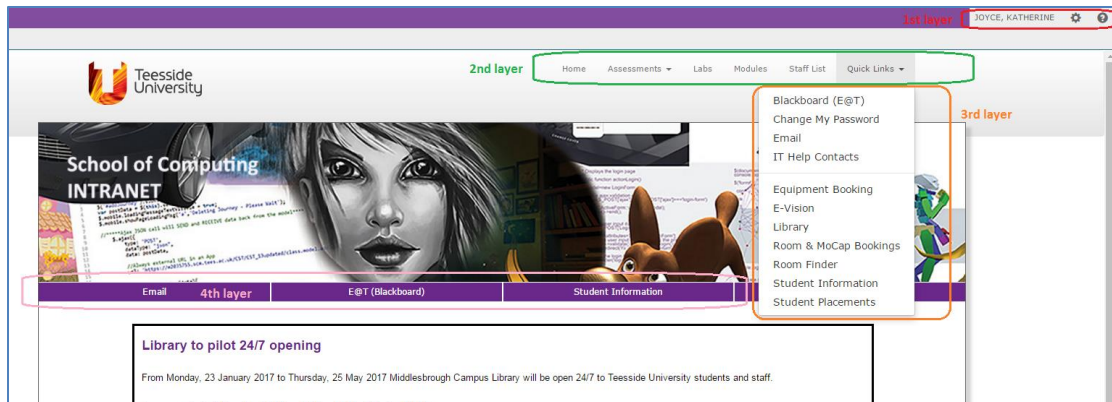 1st layer
JOYCE, KATHERINE
Teesside
University
2nd layer
Home Assessments Labs Modules Staff List Quick Links
3rd layer
Blackboard (E@T)
Change My Password
Email
IT Help Contacts
Equipment Booking
E-Vision
Library
Room & MoCap Bookings
Room Finder
Student Information
Student Placements
School of Computing
INTRANET
Email 4th layer E@T (Blackboard) Student Information
Library to pilot 24/7 opening
From Monday, 23 January 2017 to Thursday, 25 May 2017 Middlesbrough Campus Library will be open 24/7 to Teesside University students and staff.